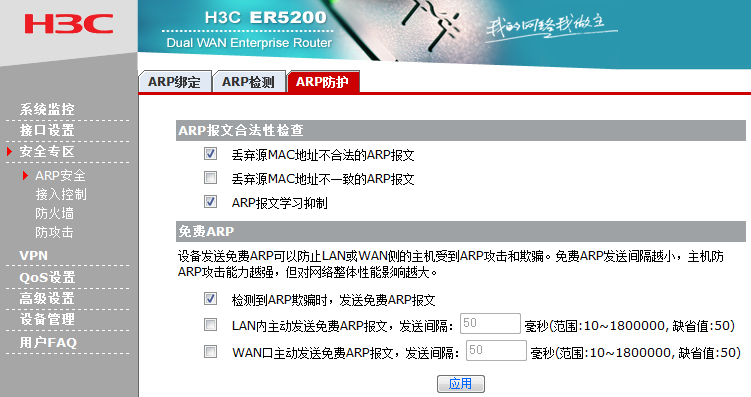 H3C
H3C ER5200
Dual WAN Enterprise Router
我的网络我做主
ARP绑定
ARP检测
ARP防护
系统监控
接口设置
安全专区
ARP安全
接入控制
防火墙
防攻击
VPN
QoS设置
高级设置
设备管理
用户FAQ
ARP报文合法性检查
丢弃源MAC地址不合法的ARP报文
丢弃源MAC地址不一致的ARP报文
ARP报文学习抑制
免费ARP
设备发送免费ARP可以防止LAN或WAN侧的主机受到ARP攻击和欺骗。免费ARP发送间隔越小，主机防
ARP攻击能力越强，但对网络整体性能影响越大。
检测到ARP欺骗时，发送免费ARP报文
LAN内主动发送免费ARP报文，发送间隔： 50 毫秒(范围:10~1800000, 缺省值:50)
WAN口主动发送免费ARP报文，发送间隔： 50 毫秒(范围:10~1800000, 缺省值:50)
应用